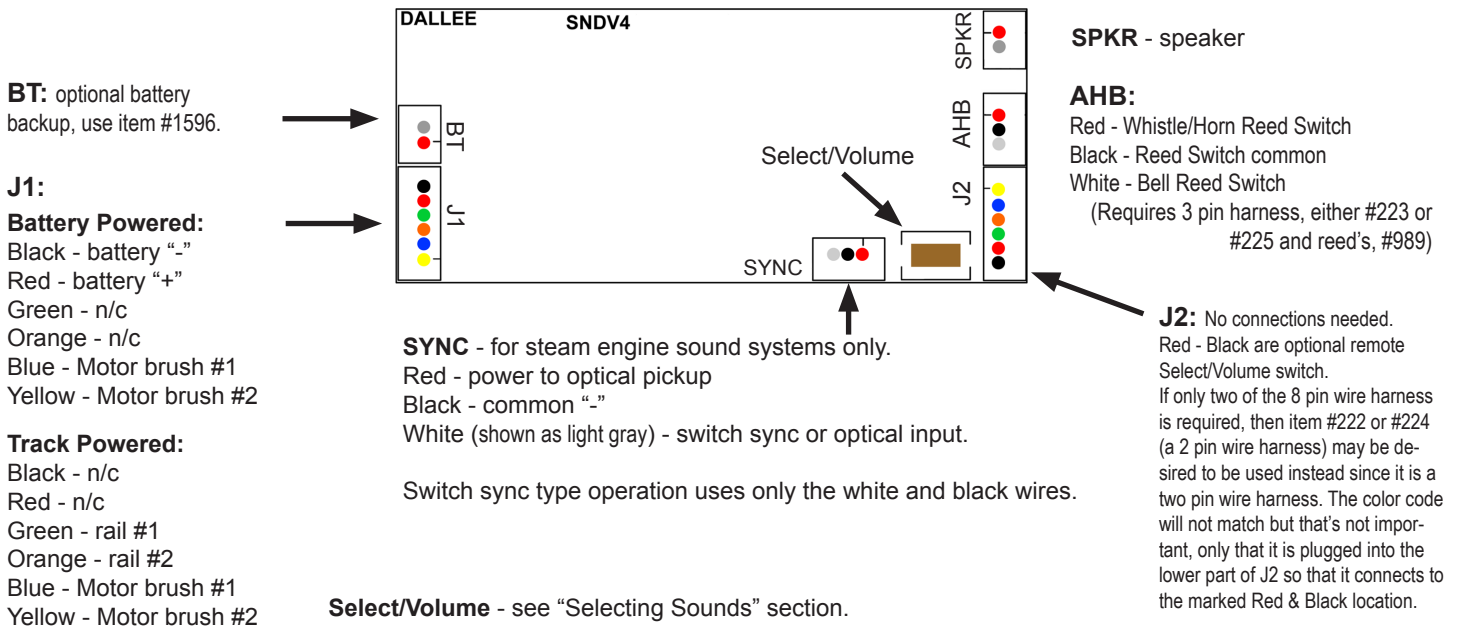 DALLEE
SNDV4
SPKR
AHB
J2
BT
J1
SYNC
Select/Volume
BT: optional battery
backup, use item #1596.
J1:
Battery Powered:
Black - battery “-”
Red - battery “+”
Green - n/c
Orange - n/c
Blue - Motor brush #1
Yellow - Motor brush #2
Track Powered:
Black - n/c
Red - n/c
Green - rail #1
Orange - rail #2
Blue - Motor brush #1
Yellow - Motor brush #2
SYNC - for steam engine sound systems only.
Red - power to optical pickup
Black - common “-”
White (shown as light gray) - switch sync or optical input.
Switch sync type operation uses only the white and black wires.
Select/Volume - see “Selecting Sounds” section.
SPKR - speaker
AHB:
Red - Whistle/Horn Reed Switch
Black - Reed Switch common
White - Bell Reed Switch
(Requires 3 pin harness, either #223 or
#225 and reed’s, #989)
J2: No connections needed.
Red - Black are optional remote
Select/Volume switch.
If only two of the 8 pin wire harness
is required, then item #222 or #224
(a 2 pin wire harness) may be de-
sired to be used instead since it is a
two pin wire harness. The color code
will not match but that’s not impor-
tant, only that it is plugged into the
lower part of J2 so that it connects to
the marked Red & Black location.